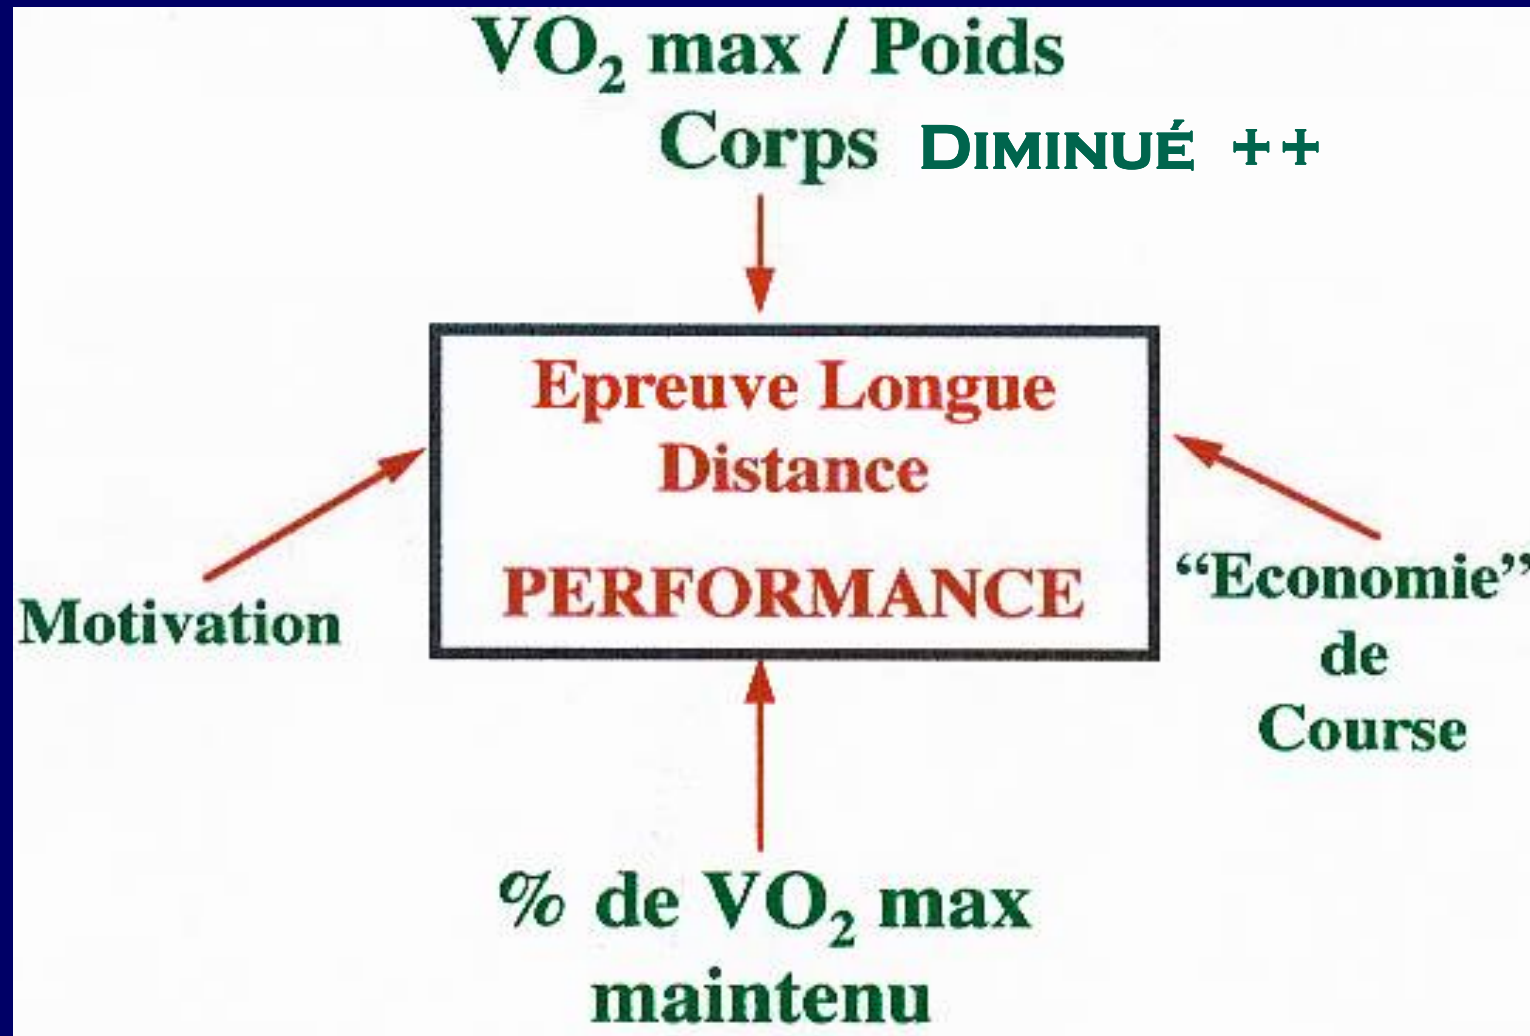 VO₂ max / Poids
Corps DIMINUÉ ++
Epreuve Longue
Distance
PERFORMANCE
Motivation
“Economie”
de
Course
% de VO₂ max
maintenu